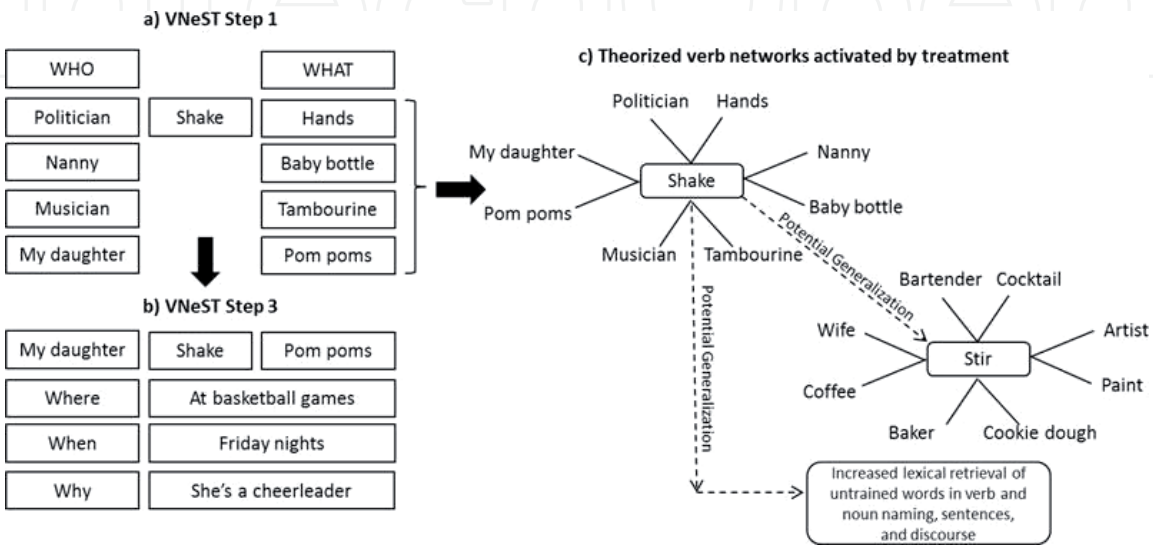 a) VNeST Step 1
WHO
WHAT
Politician
Shake
Hands
Nanny
Baby bottle
Musician
Tambourine
My daughter
Pom poms
b) VNeST Step 3
My daughter
Shake
Pom poms
Where
At basketball games
When
Friday nights
Why
She's a cheerleader
c) Theorized verb networks activated by treatment
Politician
Hands
My daughter
Nanny
Shake
Pom poms
Baby bottle
Musician
Tambourine
Potential Generalization
Potential Generalization
Bartender
Cocktail
Wife
Artist
Stir
Coffee
Paint
Baker
Cookie dough
Increased lexical retrieval of
untrained words in verb and
noun naming, sentences,
and discourse